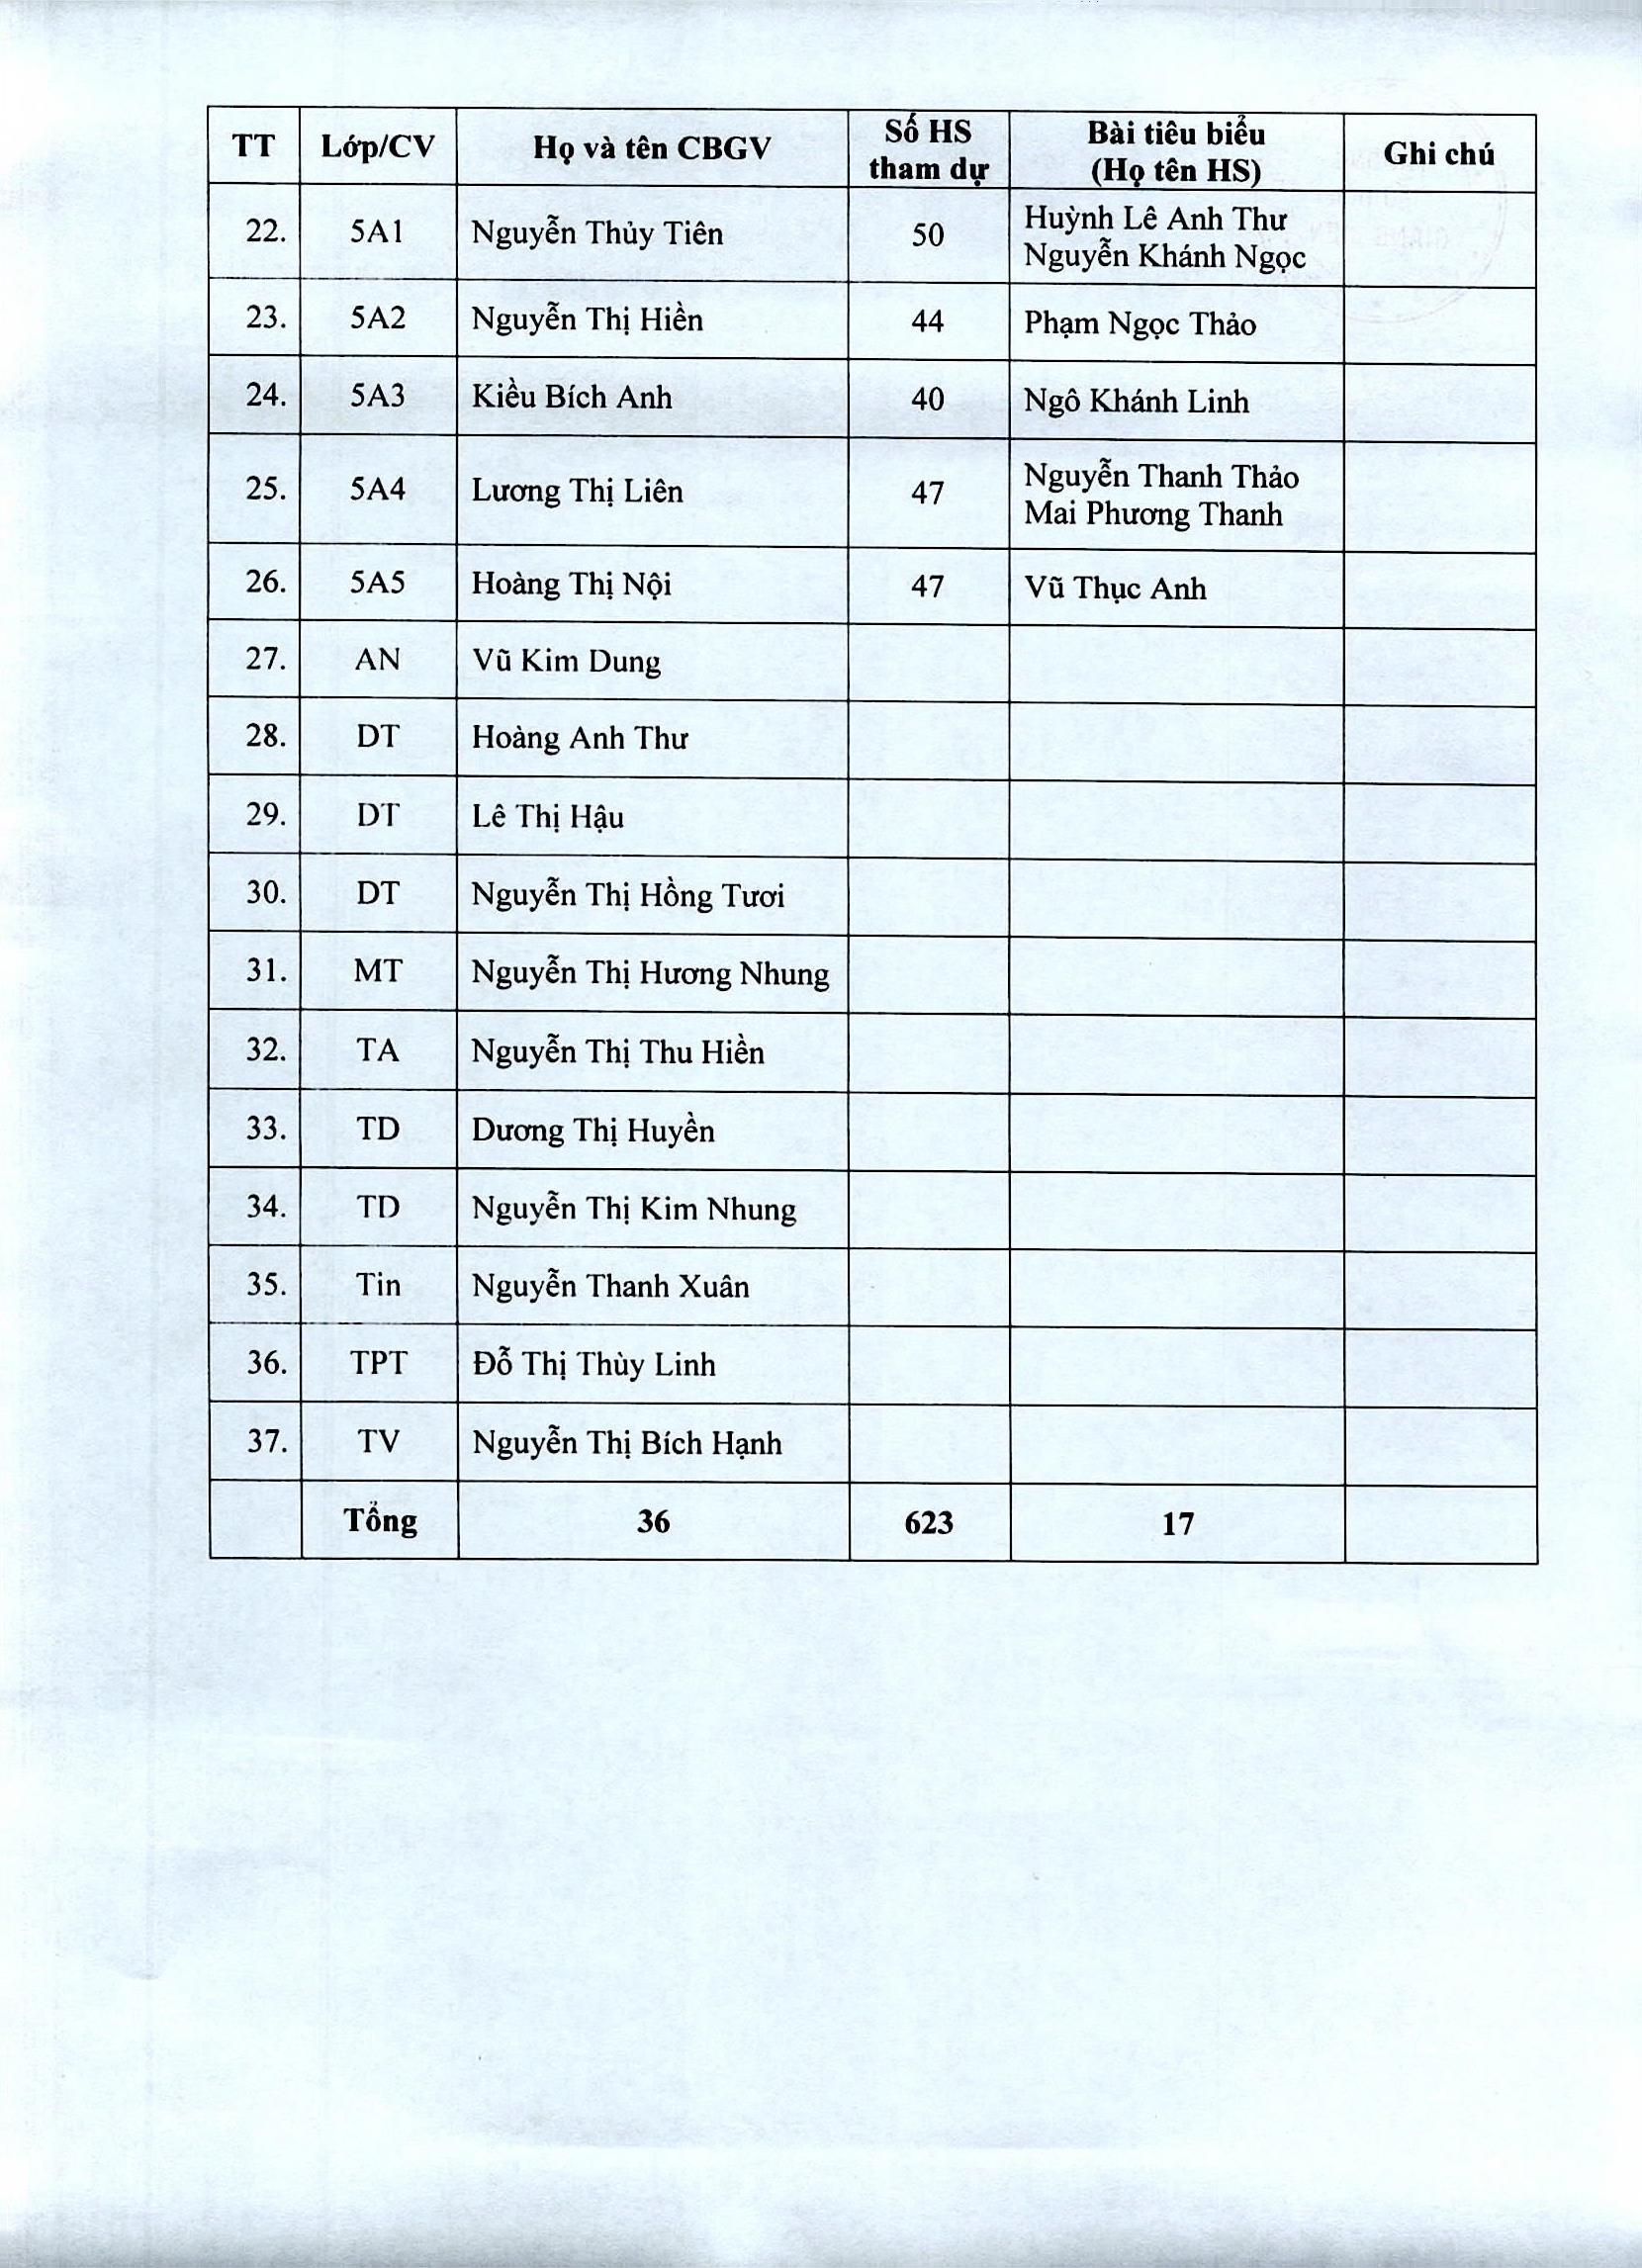 TT Lớp/CV Họ và tên CBGV Số HS tham dự Bài tiêu biểu (Họ tên HS) Ghi chú
22. 5A1 Nguyễn Thủy Tiên 50 Huỳnh Lê Anh Thư
Nguyễn Khánh Ngọc
23. 5A2 Nguyễn Thị Hiền 44 Phạm Ngọc Thảo
24. 5A3 Kiều Bích Anh 40 Ngô Khánh Linh
25. 5A4 Lương Thị Liên 47 Nguyễn Thanh Thảo
Mai Phương Thanh
26. 5A5 Hoàng Thị Nội 47 Vũ Thục Anh
27. AN Vũ Kim Dung
28. DT Hoàng Anh Thư
29. DT Lê Thị Hậu
30. DT Nguyễn Thị Hồng Tươi
31. MT Nguyễn Thị Hương Nhung
32. TA Nguyễn Thị Thu Hiền
33. TD Dương Thị Huyền
34. TD Nguyễn Thị Kim Nhung
35. Tin Nguyễn Thanh Xuân
36. TPT Đỗ Thị Thùy Linh
37. TV Nguyễn Thị Bích Hạnh
Tổng 36 623 17